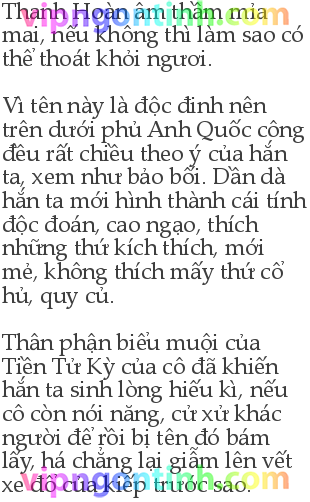 Thanh Hoàn âm thầm mỉa
mai, nếu không thì làm sao có
thể thoát khỏi ngươi.
Vì tên này là độc đinh nên
trên dưới phủ Anh Quốc công
đều rất chiều theo ý của hắn
ta, xem như bảo bối. Dần dà
hắn ta mới hình thành cái tính
độc đoán, cao ngạo, thích
những thứ kích thích, mới
mẻ, không thích mấy thứ cổ
hủ, quy củ.
Thân phận biểu muội của
Tiền Tử Kỳ của cô đã khiến
hắn ta sinh lòng hiếu kì, nếu
cô còn nói năng, cử xử khác
người để rồi bị tên đó bám
lấy, há chẳng lại giẫm lên vết
xe đổ của kiếp trước sao.
vipngontinh.com
vipngontinh.com